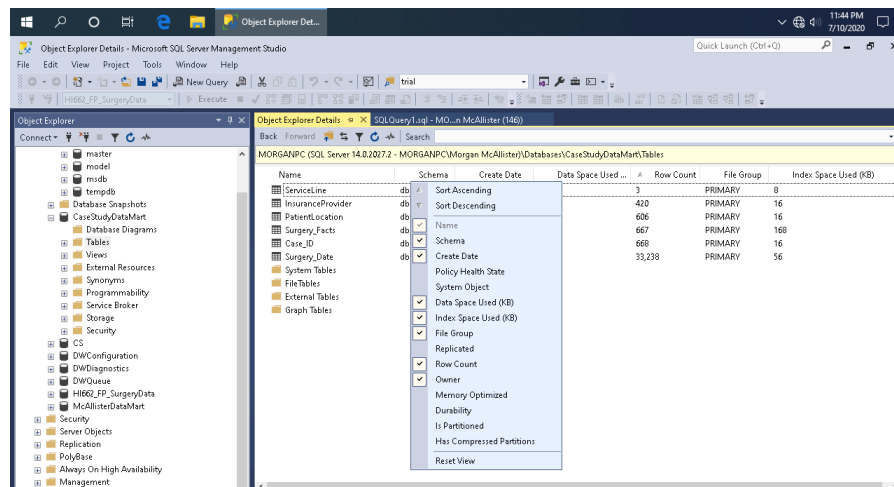 Object Explorer Det...
11:44 PM
7/10/2020
Object Explorer Details - Microsoft SQL Server Management Studio
Quick Launch (Ctrl+Q)
File Edit View Project Tools Window Help
New Query
trial
HI662_FP_SurgeryData
Execute
Object Explorer
Object Explorer Details
SQLQuery1.sql - MO...n McAllister (146))
Connect
Back Forward Search
MORGANPC (SQL Server 14.0.2027.2 - MORGANPC\Morgan McAllister)\Databases\CaseStudyDataMart\Tables
master
model
msdb
tempdb
Database Snapshots
CaseStudyDataMart
Database Diagrams
Tables
Views
External Resources
Synonyms
Programmability
Service Broker
Storage
Security
CS
DWConfiguration
DWDiagnostics
DWQueue
HI662_FP_SurgeryData
McAllisterDataMart
Security
Server Objects
Replication
PolyBase
Always On High Availability
Management
Name Schema Create Date Data Space Used ... Row Count File Group Index Space Used (KB)
ServiceLine db 3 PRIMARY 8
InsuranceProvider db 420 PRIMARY 16
PatientLocation db 606 PRIMARY 16
Surgery_Facts db 667 PRIMARY 168
Case_ID db 668 PRIMARY 16
Surgery_Date db 33,238 PRIMARY 56
System Tables
FileTables
External Tables
Graph Tables
Sort Ascending
Sort Descending
Name
Schema
Create Date
Policy Health State
System Object
Data Space Used (KB)
Index Space Used (KB)
File Group
Replicated
Row Count
Owner
Memory Optimized
Durability
Is Partitioned
Has Compressed Partitions
Reset View